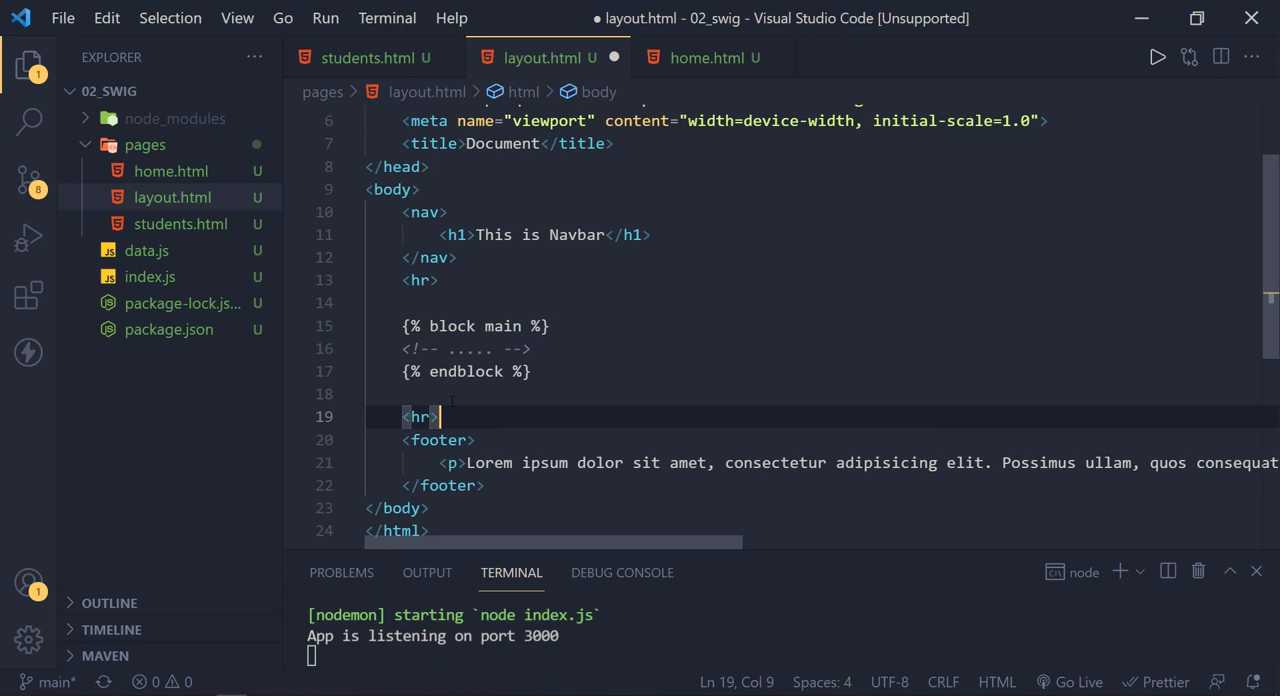 File Edit Selection View Go Run Terminal Help ● layout.html - 02_swig - Visual Studio Code [Unsupported]
1
EXPLORER ...
students.html U layout.html U ● home.html U
pages > layout.html > html > body
02_SWIG
node_modules
pages
home.html U
layout.html U
students.html U
data.js U
index.js U
package-lock.js... U
package.json U
8
6 <meta name="viewport" content="width=device-width, initial-scale=1.0">
7 <title>Document</title>
8 </head>
9 <body>
10 <nav>
11 <h1>This is Navbar</h1>
12 </nav>
13 <hr>
14
15 {% block main %}
16 <!-- ..... -->
17 {% endblock %}
18
19 <hr>
20 <footer>
21 <p>Lorem ipsum dolor sit amet, consectetur adipisicing elit. Possimus ullam, quos consequat
22 </footer>
23 </body>
24 </html>
PROBLEMS OUTPUT TERMINAL DEBUG CONSOLE node
[nodemon] starting `node index.js`
App is listening on port 3000
1
OUTLINE
TIMELINE
MAVEN
main* 0 0 Ln 19, Col 9 Spaces: 4 UTF-8 CRLF HTML Go Live Prettier